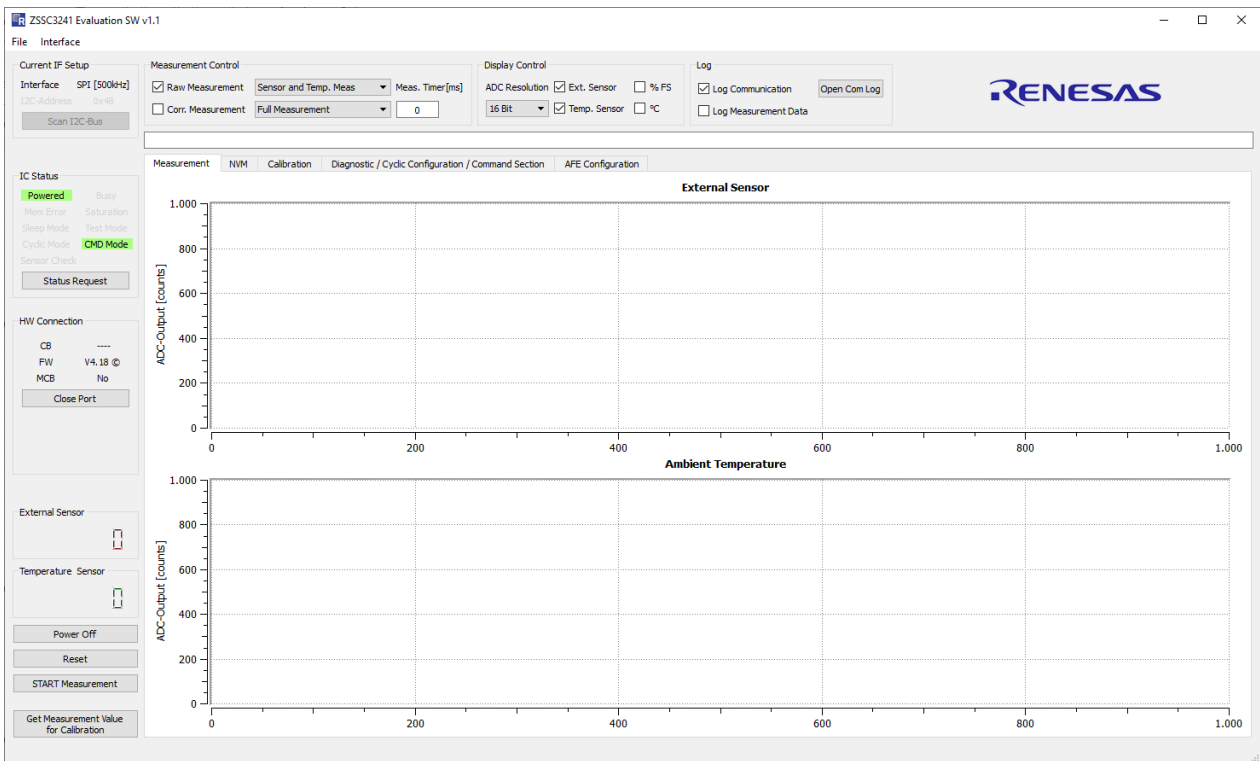 ZSSC3241 Evaluation SW v1.1
File Interface
Current IF Setup
Interface SPI [500kHz]
I2C-Address 0x48
Scan I2C-Bus
Measurement Control
Raw Measurement Sensor and Temp. Meas Meas. Timer[ms]
Corr. Measurement Full Measurement 0
Display Control
ADC Resolution Ext. Sensor % FS
16 Bit Temp. Sensor °C
Log
Log Communication Open Com Log
Log Measurement Data
RENESAS
Measurement NVM Calibration Diagnostic / Cyclic Configuration / Command Section AFE Configuration
IC Status
Powered Busy
Mem Error Saturation
Sleep Mode Test Mode
Cyclic Mode CMD Mode
Sensor Check
Status Request
HW Connection
CB ----
FW V4.18 ©
MCB No
Close Port
External Sensor
0
Temperature Sensor
0
Power Off
Reset
START Measurement
Get Measurement Value
for Calibration
External Sensor
ADC-Output [counts]
1.000
800
600
400
200
0
0 200 400 600 800 1.000
Ambient Temperature
ADC-Output [counts]
1.000
800
600
400
200
0
0 200 400 600 800 1.000